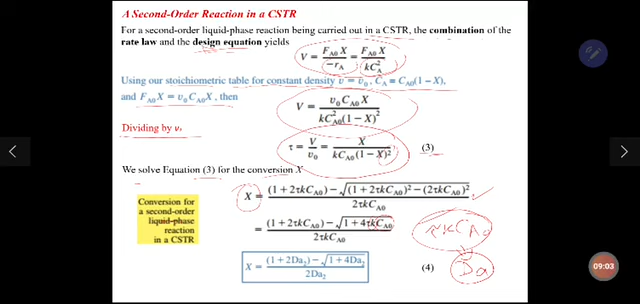 A Second-Order Reaction in a CSTR
For a second-order liquid-phase reaction being carried out in a CSTR, the combination of the
rate law and the design equation yields
V = F_A0 X / -r_A = F_A0 X / kC_A^2
Using our stoichiometric table for constant density υ = υ_0, C_A = C_A0(1 – X),
and F_A0 X = υ_0 C_A0 X, then
V = υ_0 C_A0 X / kC_A0^2(1 – X)^2
Dividing by υ_0
τ = V / υ_0 = X / kC_A0(1 – X)^2 (3)
We solve Equation (3) for the conversion X
X = (1 + 2τkC_A0) – √(1 + 2τkC_A0)^2 – (2τkC_A0)^2 / 2τkC_A0
Conversion for
a second-order
liquid-phase
reaction
in a CSTR
= (1 + 2τkC_A0) – √1 + 4τkC_A0 / 2τkC_A0
τkC_A0
X = (1 + 2Da_2) – √1 + 4Da_2 / 2Da_2 (4)
Da
09:03